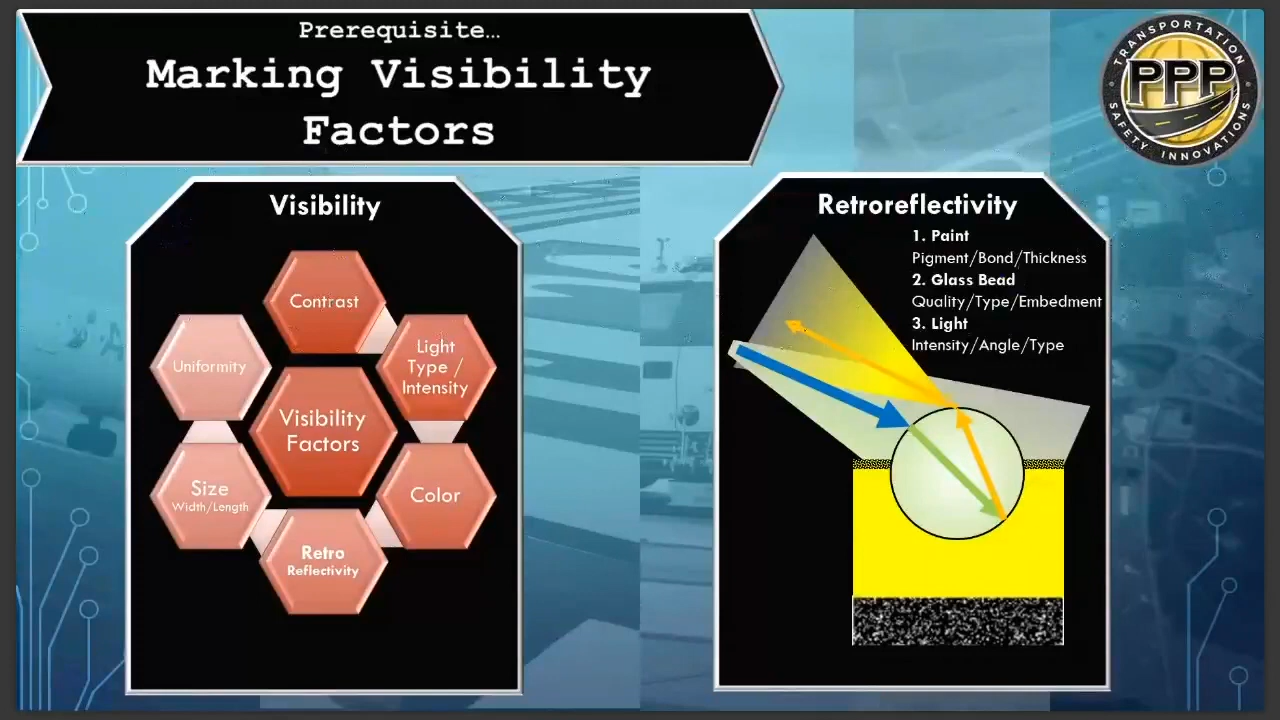 Prerequisite…
Marking Visibility
Factors
TRANSPORTATION
PPP
SAFETY INNOVATIONS
Visibility
Contrast
Light
Type /
Intensity
Uniformity
Visibility
Factors
Size
Width/Length
Color
Retro
Reflectivity
Retroreflectivity
1. Paint
Pigment/Bond/Thickness
2. Glass Bead
Quality/Type/Embedment
3. Light
Intensity/Angle/Type